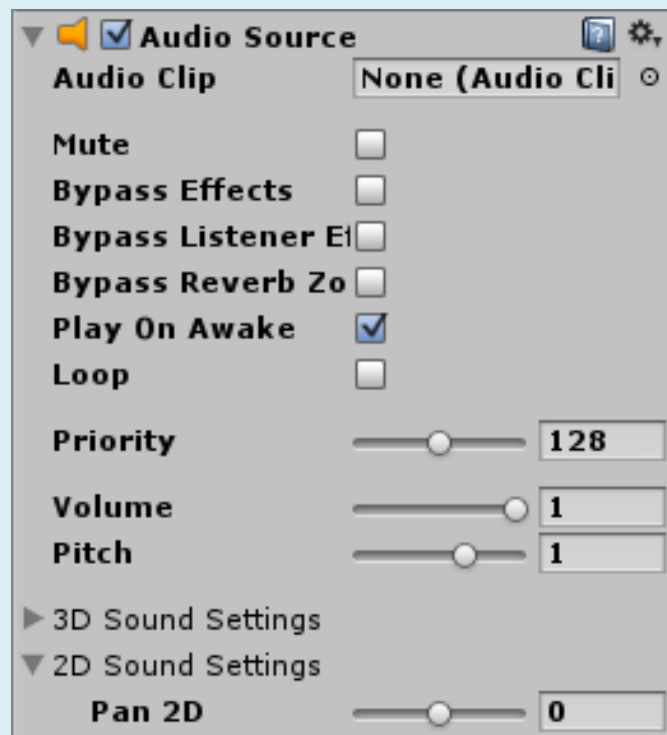 Audio Source
Audio Clip None (Audio Cli
Mute
Bypass Effects
Bypass Listener Ef
Bypass Reverb Zo
Play On Awake
Loop
Priority 128
Volume 1
Pitch 1
3D Sound Settings
2D Sound Settings
Pan 2D 0